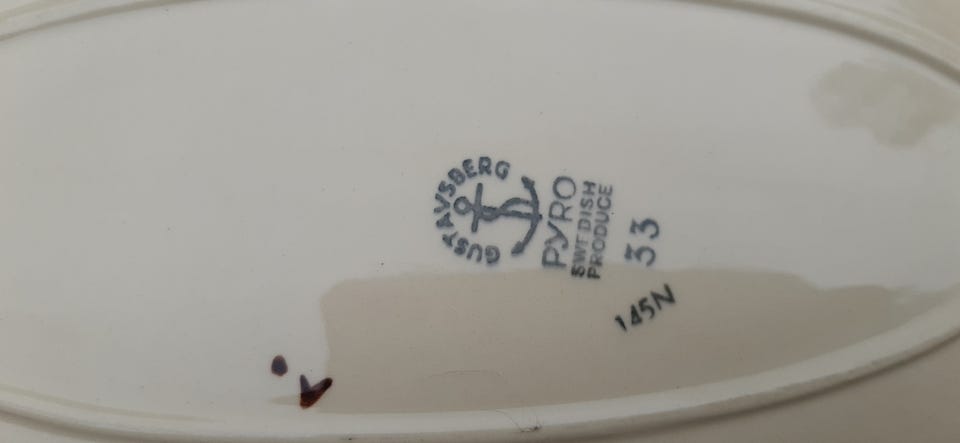 GUSTAVSBERG
PYRO
SWEDISH
PRODUCE
33
145N